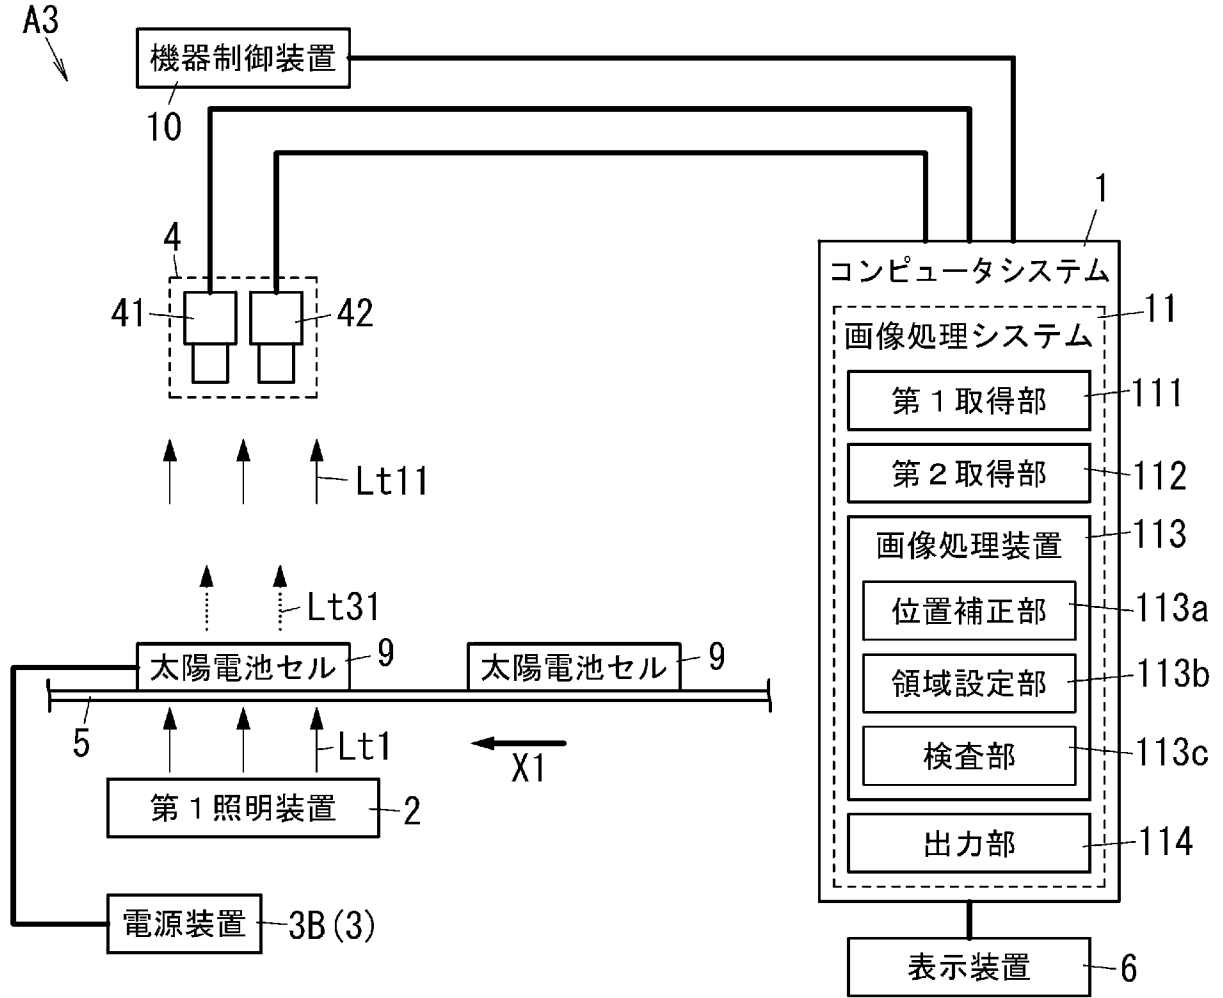 A3
機器制御装置
10
1
4
コンピュータシステム
41
42
11
画像処理システム
第１取得部
111
Lt11
第２取得部
112
画像処理装置
113
Lt31
位置補正部
113a
太陽電池セル
9
太陽電池セル
9
領域設定部
113b
5
Lt1
X1
検査部
113c
第１照明装置
2
出力部
114
電源装置
3B(3)
表示装置
6